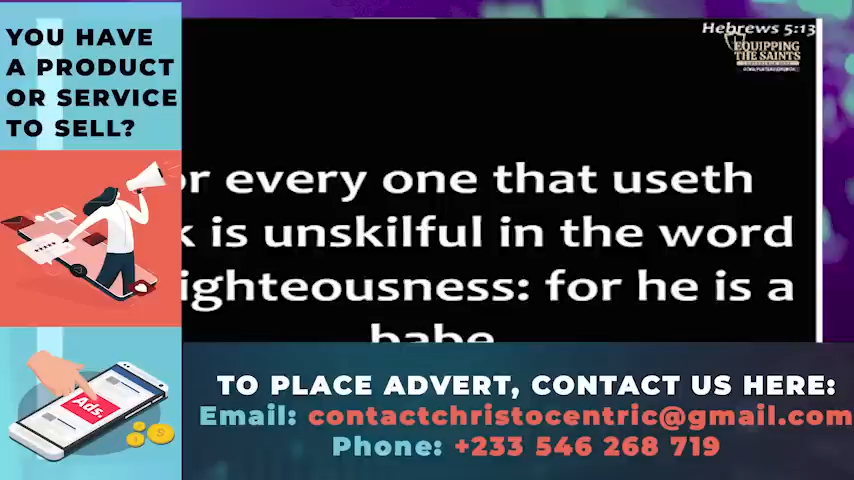 YOU HAVE
A PRODUCT
OR SERVICE
TO SELL?
Hebrews 5:13
EQUIPPING
THE SAINTS
or every one that useth
k is unskilful in the word
ighteousness: for he is a
babe
Ads.
TO PLACE ADVERT, CONTACT US HERE:
Email: contactchristocentric@gmail.com
Phone: +233 546 268 719